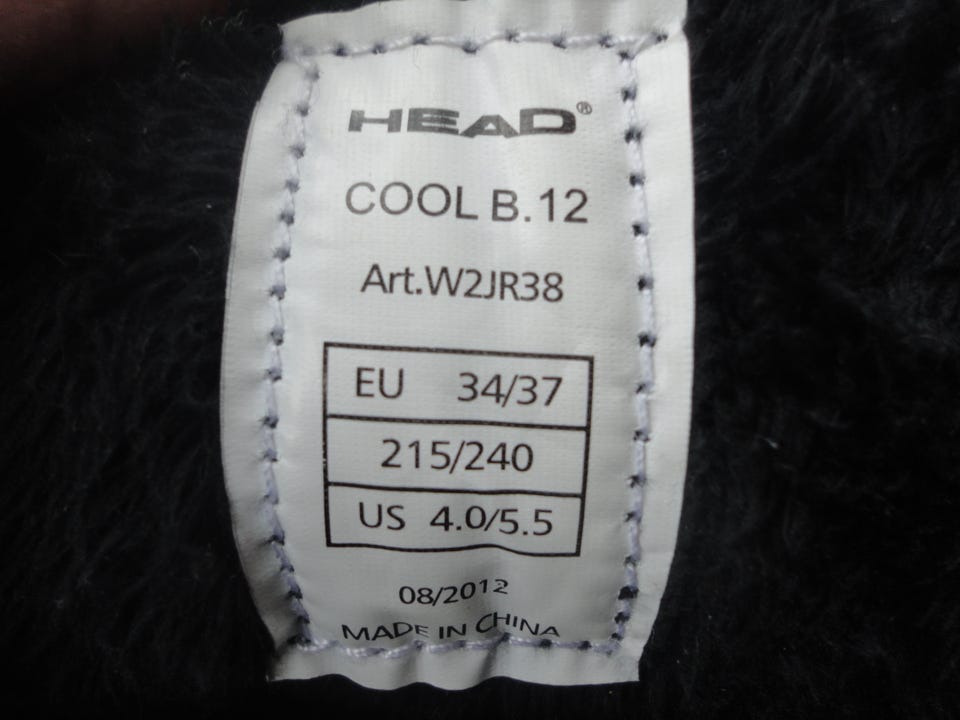 HEAD®
COOL B.12
Art.W2JR38
EU 34/37
215/240
US 4.0/5.5
08/2012
MADE IN CHINA